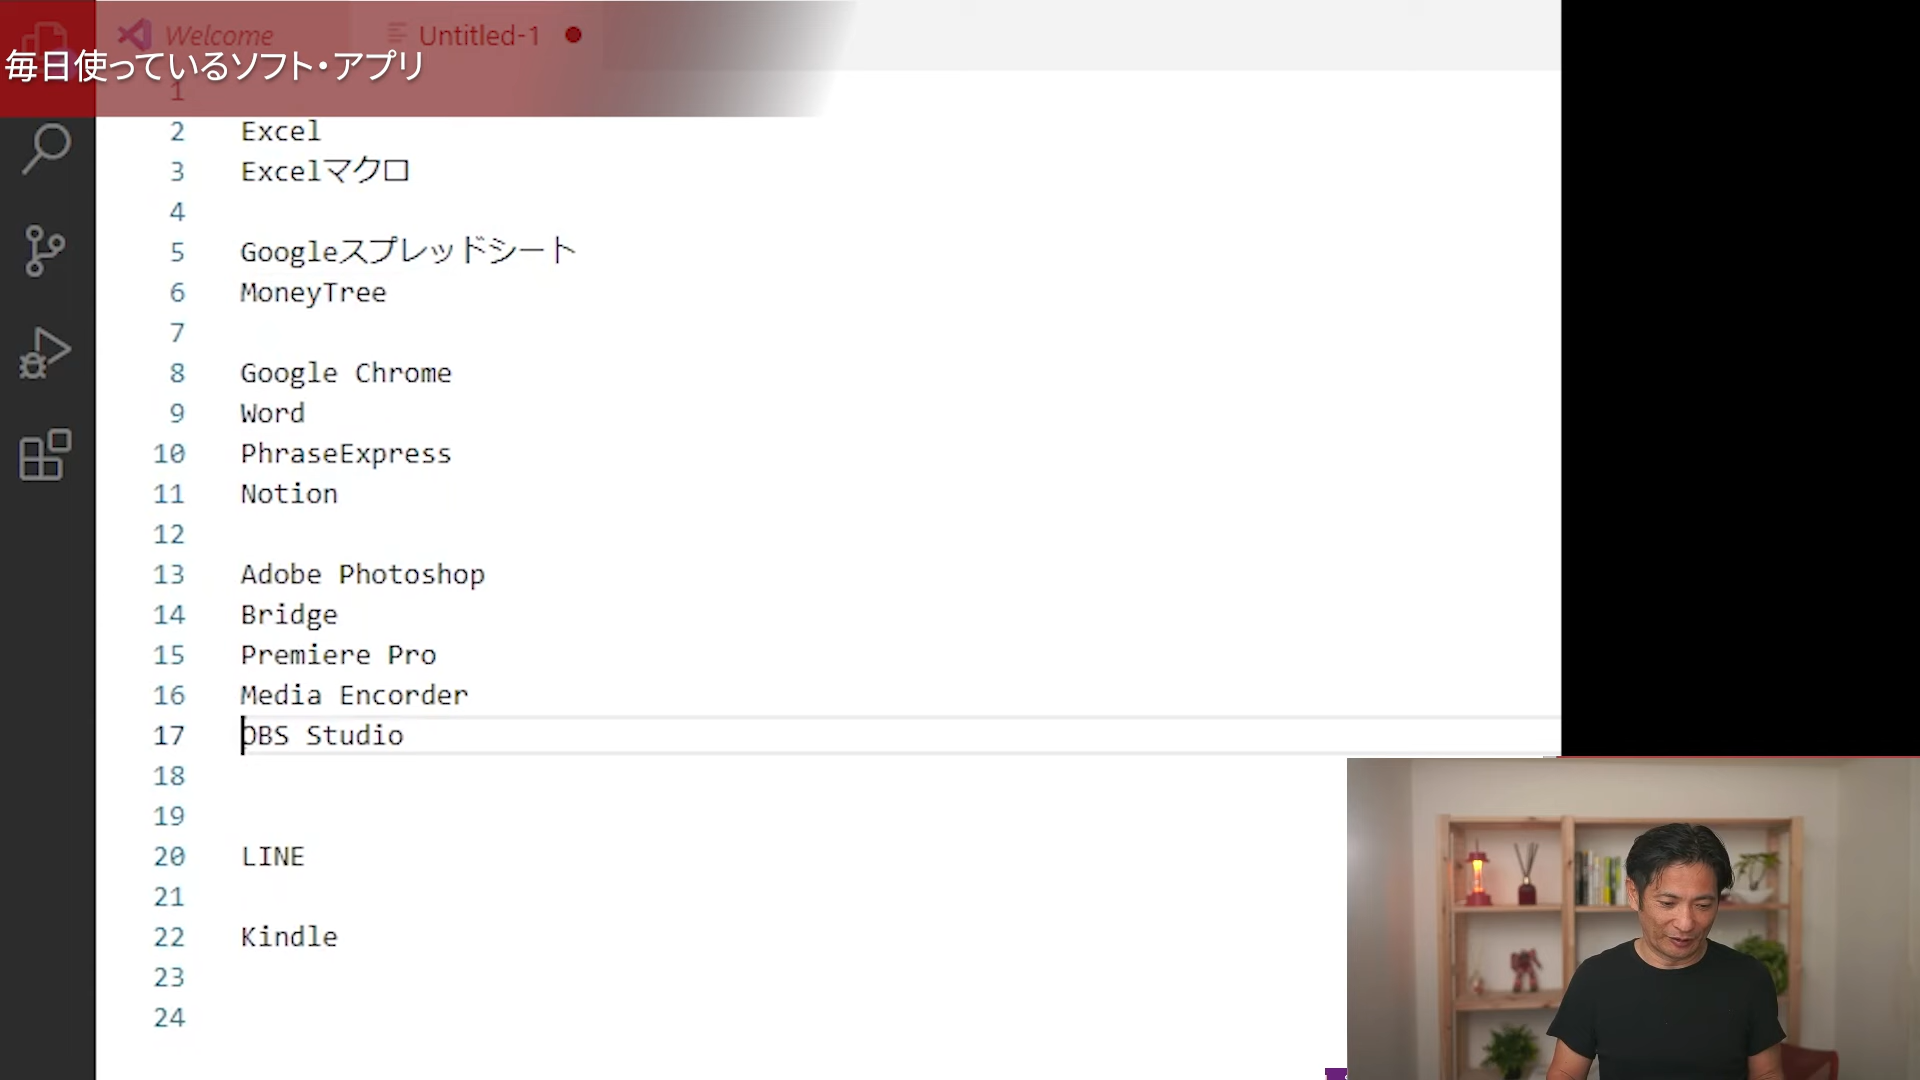 Welcome
Untitled-1
毎日使っているソフト・アプリ
1
2 Excel
3 Excelマクロ
4
5 Googleスプレッドシート
6 MoneyTree
7
8 Google Chrome
9 Word
10 PhraseExpress
11 Notion
12
13 Adobe Photoshop
14 Bridge
15 Premiere Pro
16 Media Encorder
17 OBS Studio
18
19
20 LINE
21
22 Kindle
23
24